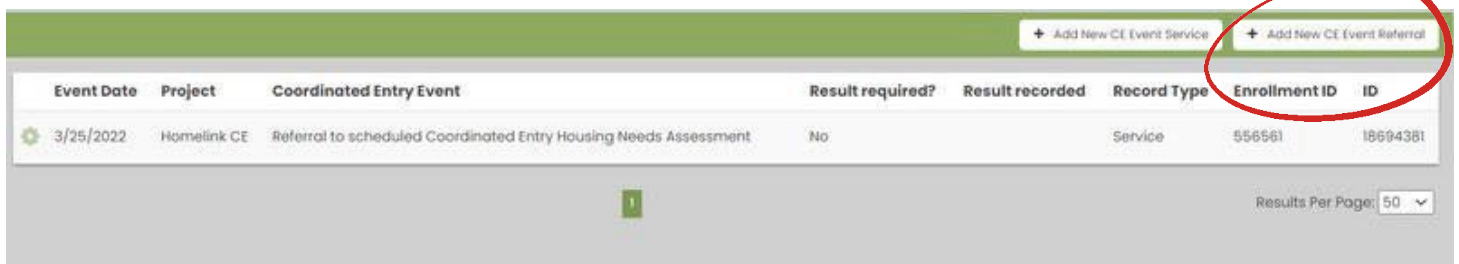 + Add New CE Event Service + Add New CE Event Referral
Event Date Project Coordinated Entry Event Result required? Result recorded Record Type Enrollment ID ID
3/25/2022 Homelink CE Referral to scheduled Coordinated Entry Housing Needs Assessment No Service 556561 18694381
1
Results Per Page: 50